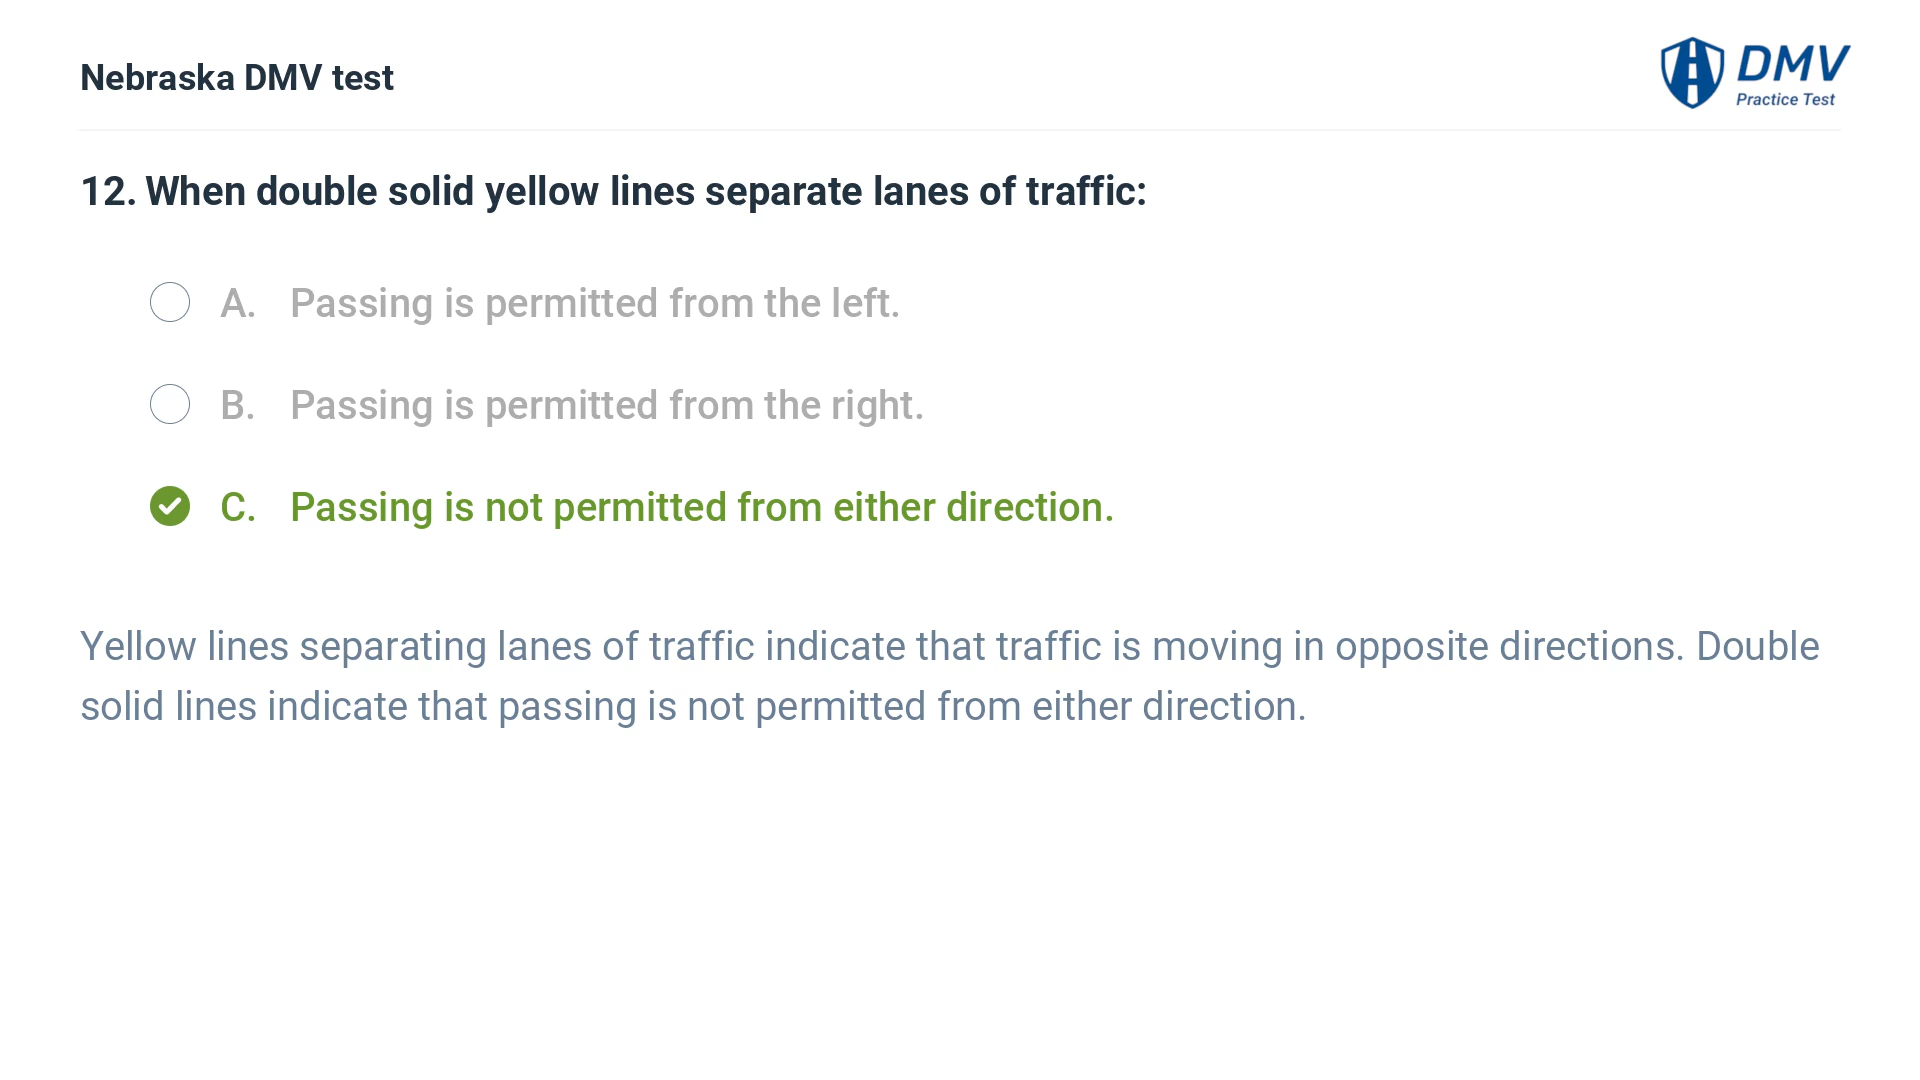 Nebraska DMV test
DMV
Practice Test
12. When double solid yellow lines separate lanes of traffic:
A. Passing is permitted from the left.
B. Passing is permitted from the right.
C. Passing is not permitted from either direction.
Yellow lines separating lanes of traffic indicate that traffic is moving in opposite directions. Double
solid lines indicate that passing is not permitted from either direction.